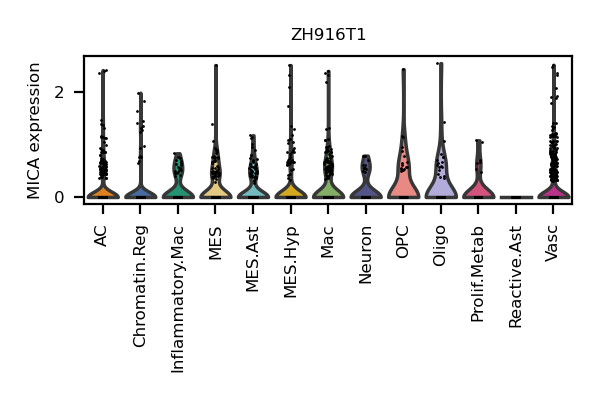 ZH916T1
MICA expression
2
0
AC
Chromatin.Reg
Inflammatory.Mac
MES
MES.Ast
MES.Hyp
Mac
Neuron
OPC
Oligo
Prolif.Metab
Reactive.Ast
Vasc